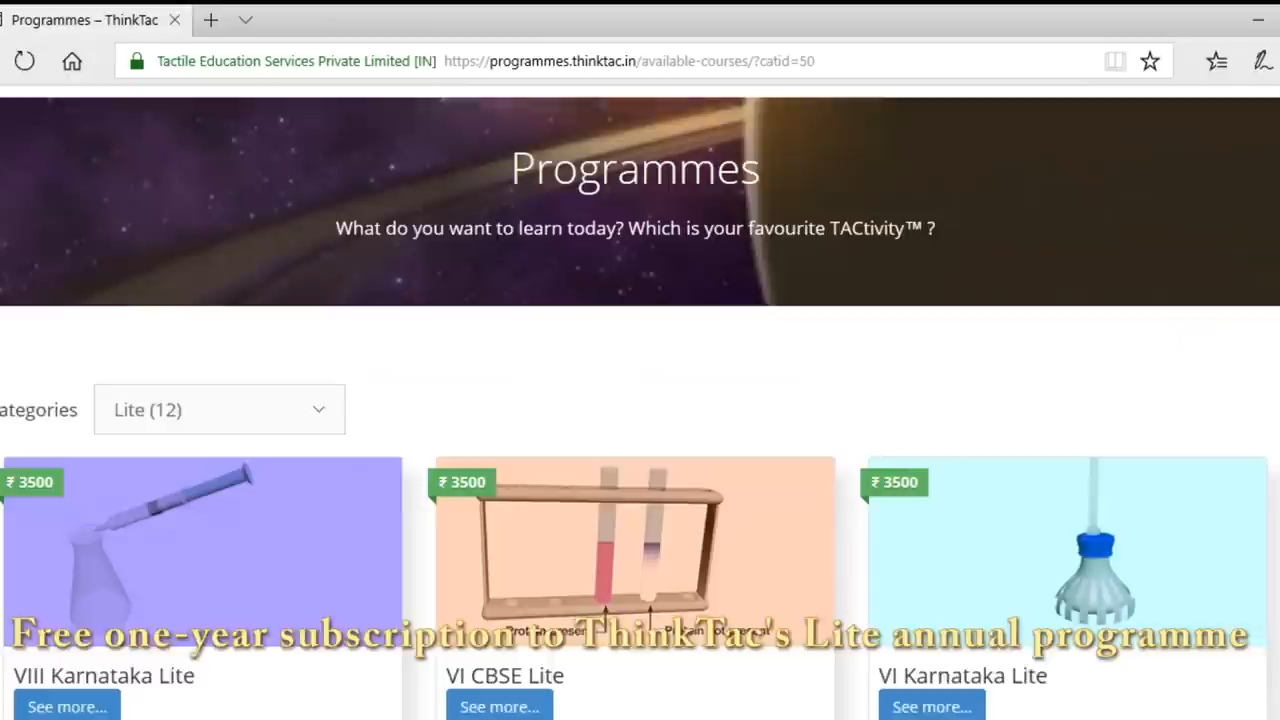 Programmes – ThinkTac
Tactile Education Services Private Limited [IN] https://programmes.thinktac.in/available-courses/?catid=50
Programmes
What do you want to learn today? Which is your favourite TACtivity™ ?
ategories Lite (12)
₹ 3500
₹ 3500
₹ 3500
Free one-year subscription to ThinkTac's Lite annual programme
VIII Karnataka Lite
See more...
VI CBSE Lite
See more...
VI Karnataka Lite
See more...